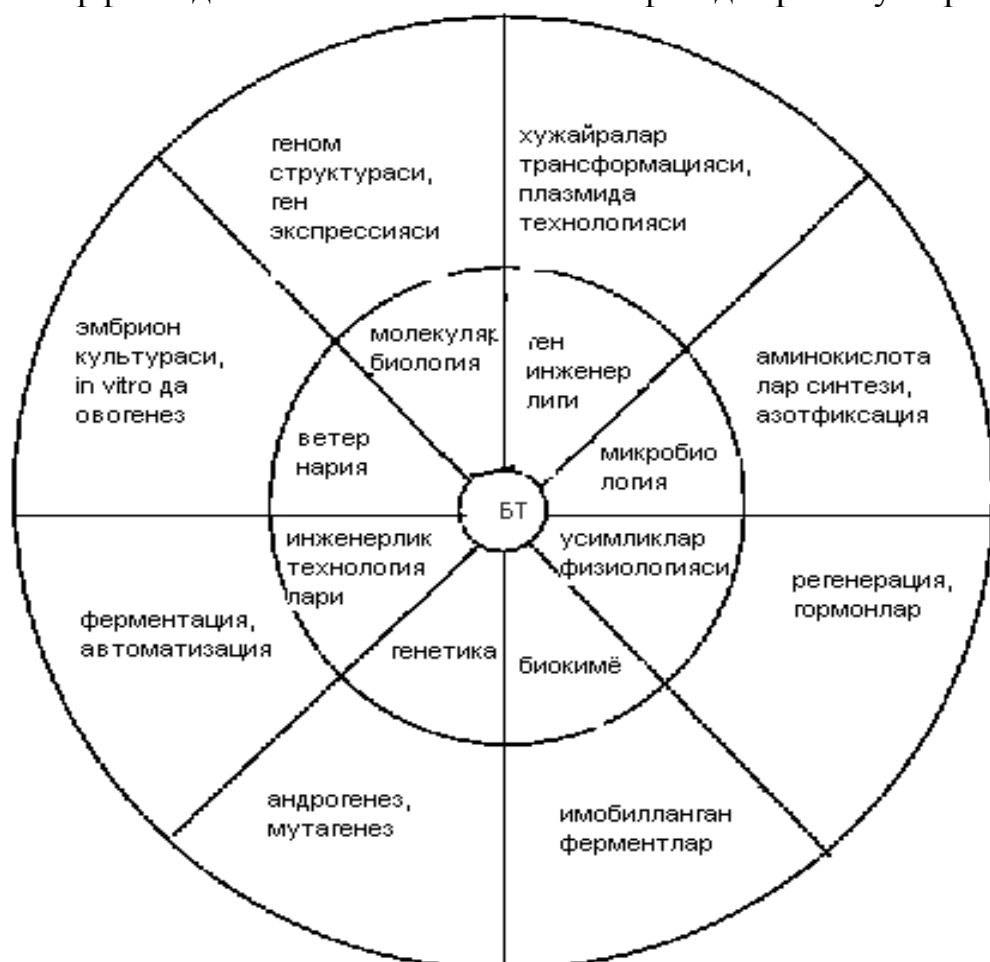 геном
структураси,
ген
экспрессияси
хужайралар
трансформацияси,
плазмида
технологияси
эмбрион
культураси,
in vitro да
овогенез
молекуляр
биология
ген
инженер
лиги
аминокислота
лар синтези,
азотфиксация
ветер
нария
микробио
логия
БТ
инженерлик
технология
лари
усимликлар
физиологияси
регенерация,
гормонлар
ферментация,
автоматизация
генетика
биокимё
андрогенез,
мутагенез
имобилланган
ферментлар